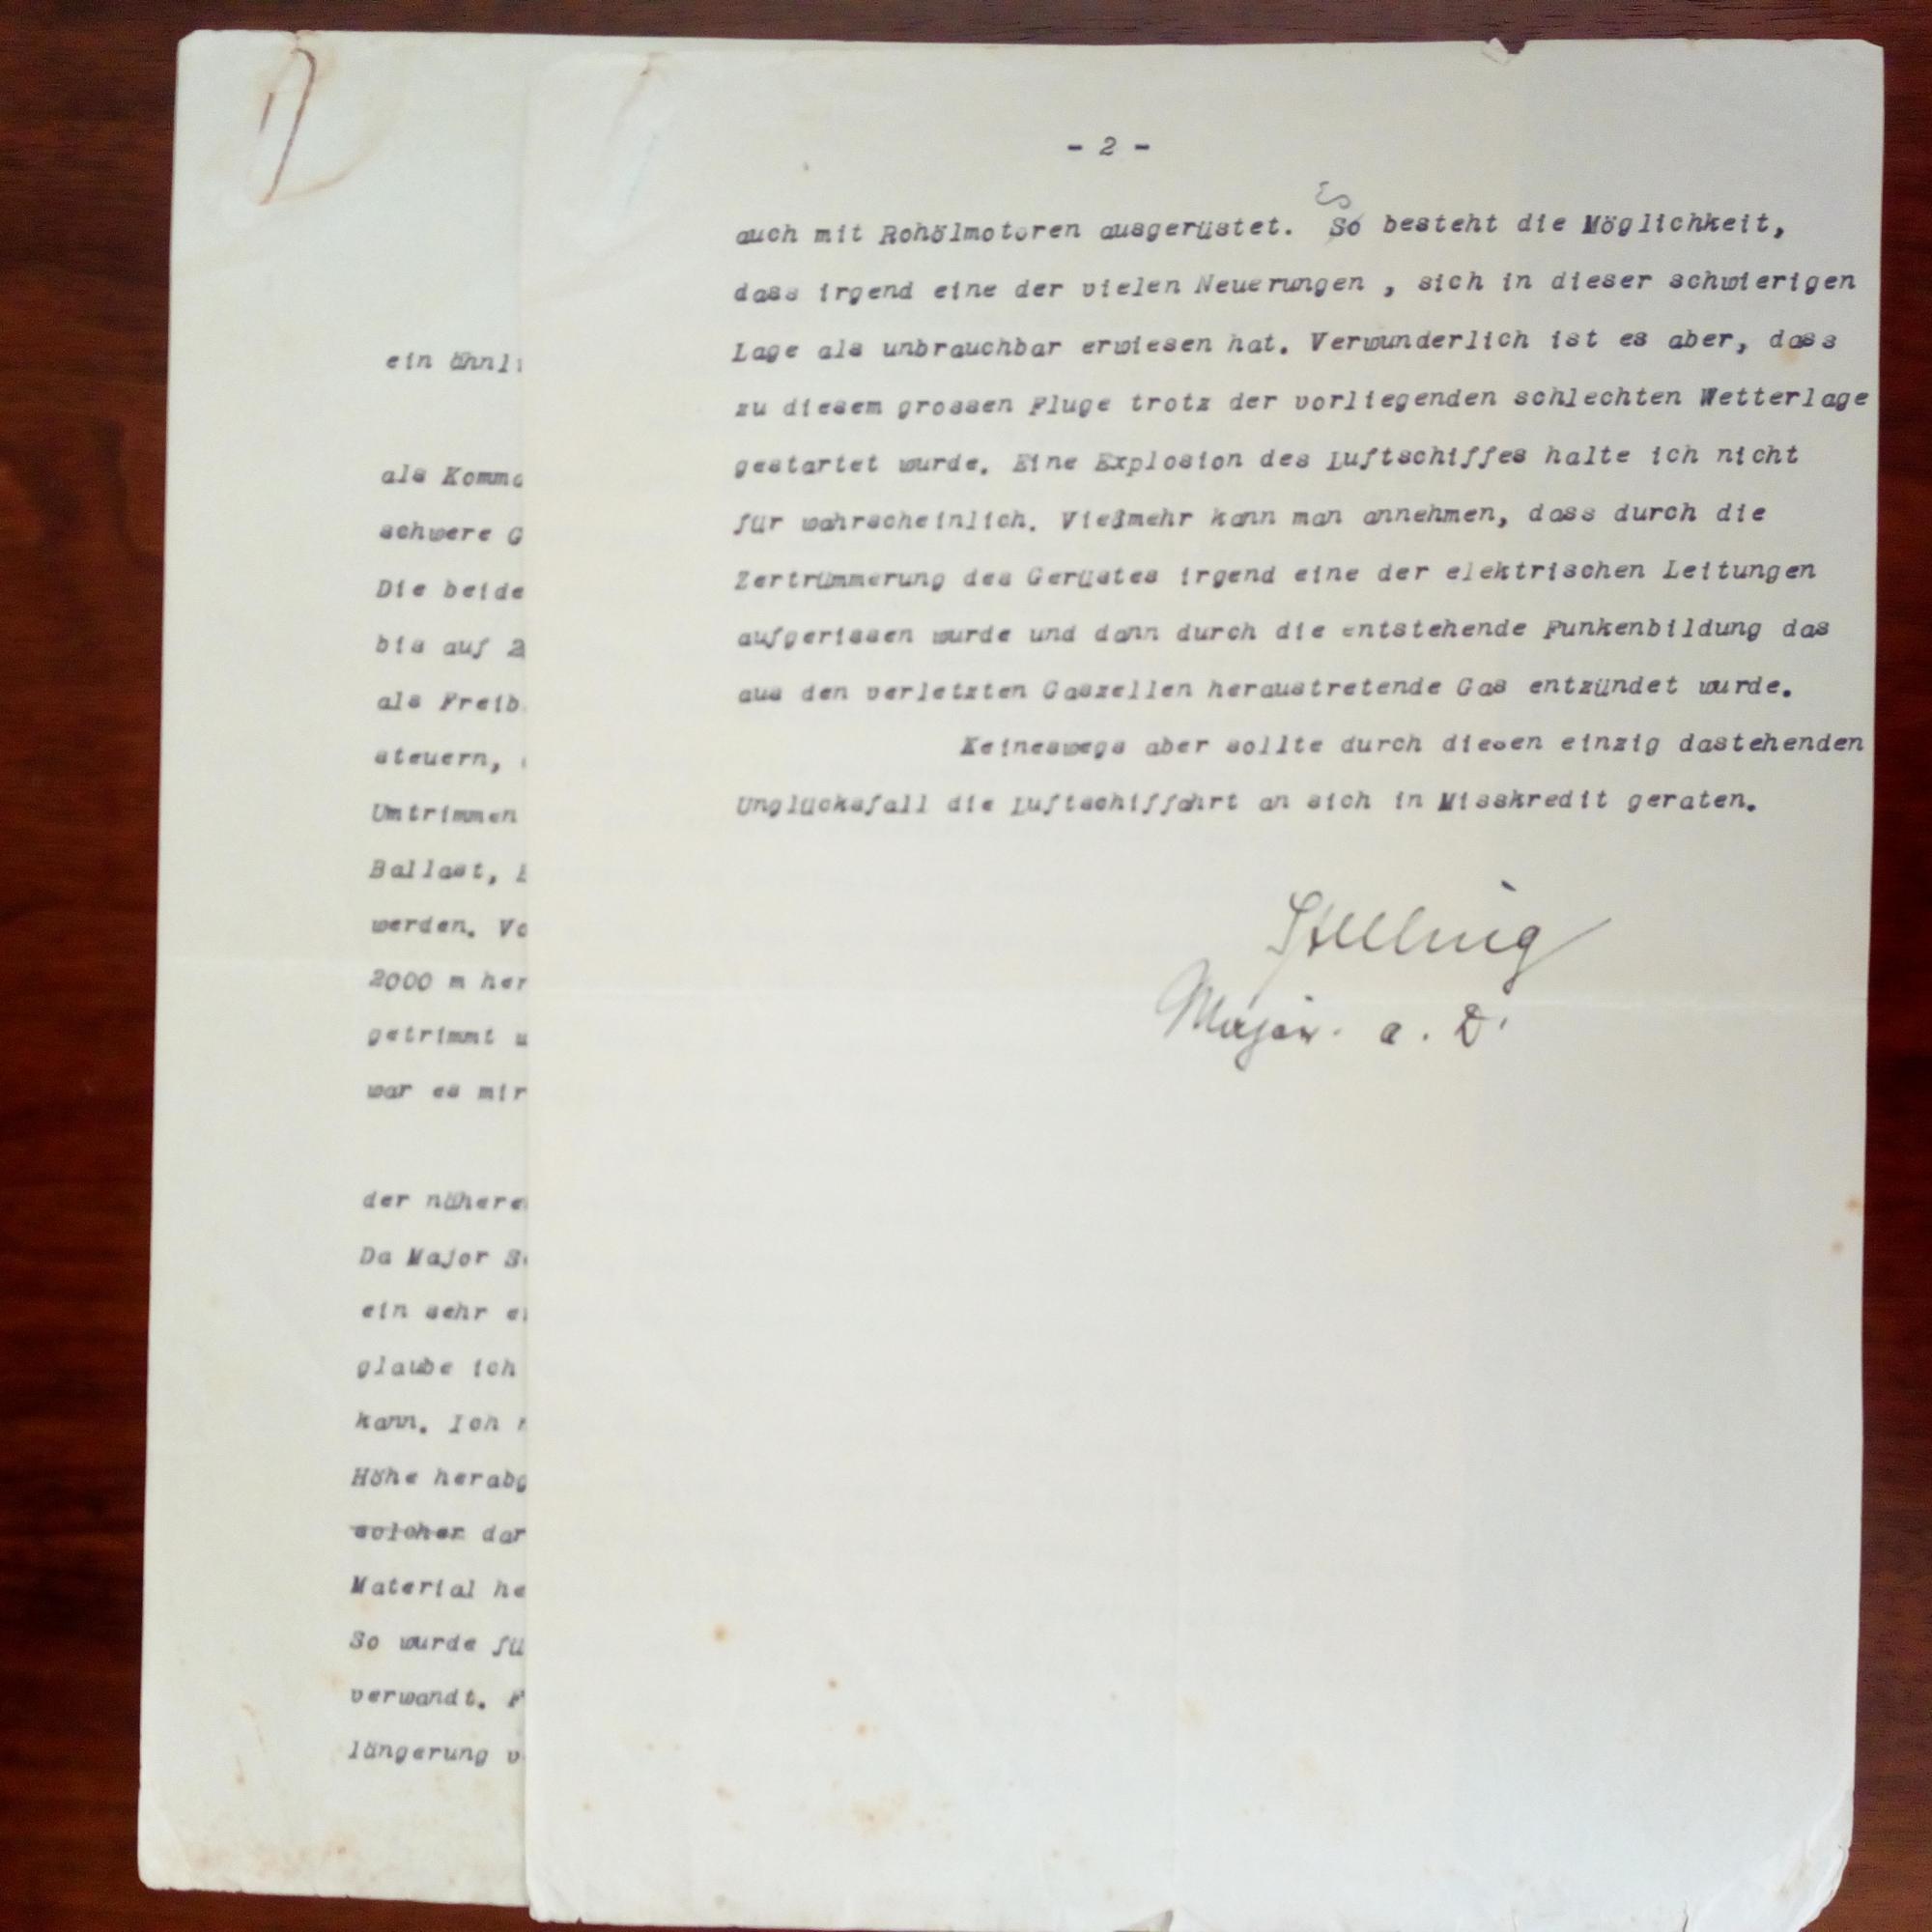 ein ähnli
als Komma
schwere G
Die beide
bis auf 2
als Freib
steuern,
Umtrimmen
Ballast,
werden. Vo
2000 m her
getrimmt u
war es mir
der nähere
Da Major S
ein sehr e
glaube ich
kann. Ich
Höhe herabg
solcher dar
Material he
So wurde fü
verwandt. F
längerung v
- 2 -
Es
auch mit Rohölmotoren ausgerüstet. So besteht die Möglichkeit,
dass irgend eine der vielen Neuerungen , sich in dieser schwierigen
Lage als unbrauchbar erwiesen hat. Verwunderlich ist es aber, dass
zu diesem grossen Fluge trotz der vorliegenden schlechten Wetterlage
gestartet wurde. Eine Explosion des Luftschiffes halte ich nicht
für wahrscheinlich. Vielmehr kann man annehmen, dass durch die
Zertrümmerung des Gerüstes irgend eine der elektrischen Leitungen
aufgerissen wurde und dann durch die entstehende Funkenbildung das
aus den verletzten Gaszellen heraustretende Gas entzündet wurde.
Keineswegs aber sollte durch diesen einzig dastehenden
Unglücksfall die Luftschiffahrt an sich in Misskredit geraten.
Stelling
Major. a. D.